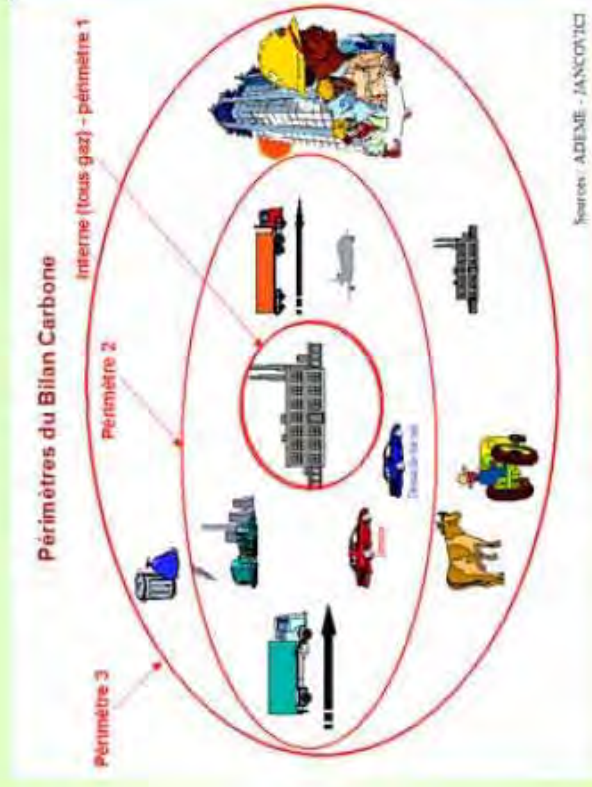 Périmètres du Bilan Carbone
Interne (tous gaz) - périmètre 1
Périmètre 2
Périmètre 3
Sources : ADEME - JANCOVICI